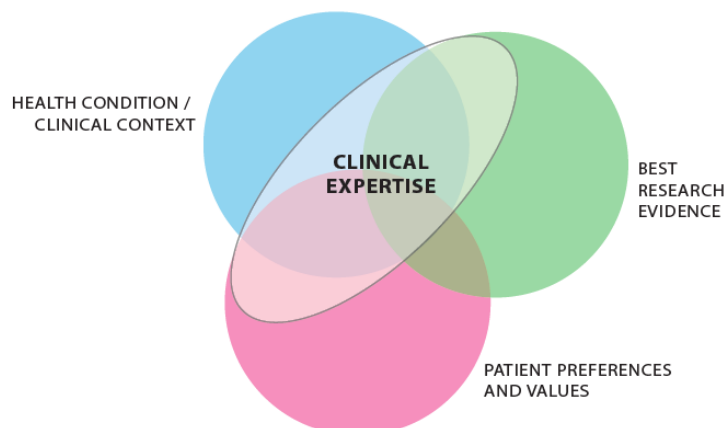 HEALTH CONDITION /
CLINICAL CONTEXT
CLINICAL
EXPERTISE
BEST
RESEARCH
EVIDENCE
PATIENT PREFERENCES
AND VALUES